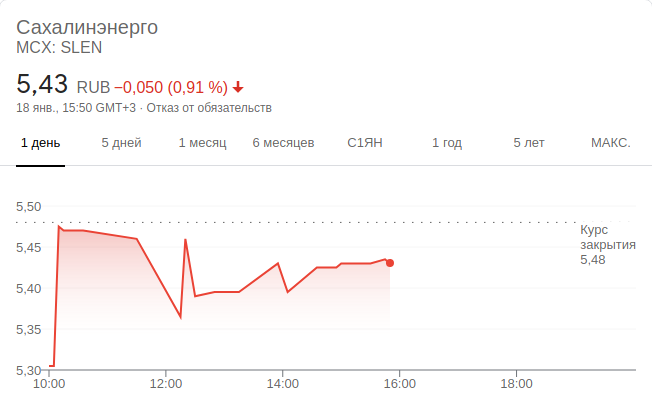 Сахалинэнерго
MCX: SLEN
5,43 RUB −0,050 (0,91 %)
18 янв., 15:50 GMT+3 · Отказ от обязательств
1 день 5 дней 1 месяц 6 месяцев С1ЯН 1 год 5 лет МАКС.
5,50
Курс
закрытия
5,48
5,45
5,40
5,35
5,30
10:00 12:00 14:00 16:00 18:00